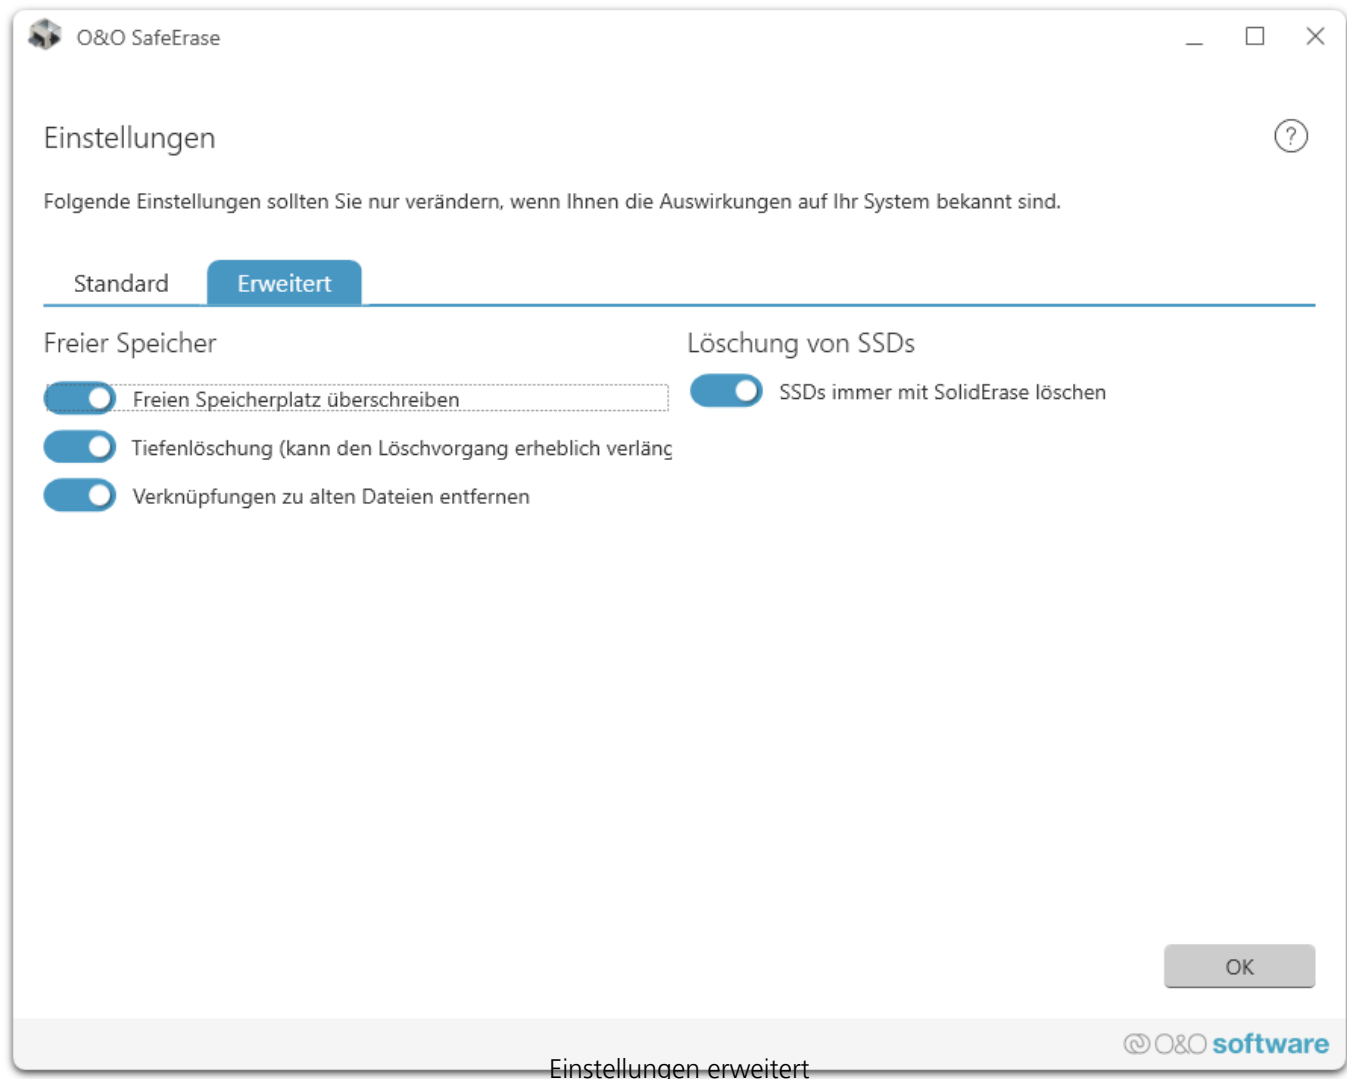 O&O SafeErase
Einstellungen
?
Folgende Einstellungen sollten Sie nur verändern, wenn Ihnen die Auswirkungen auf Ihr System bekannt sind.
Standard
Erweitert
Freier Speicher
Freien Speicherplatz überschreiben
Tiefenlöschung (kann den Löschvorgang erheblich verläng
Verknüpfungen zu alten Dateien entfernen
Löschung von SSDs
SSDs immer mit SolidErase löschen
OK
O&O software
Einstellungen erweitert